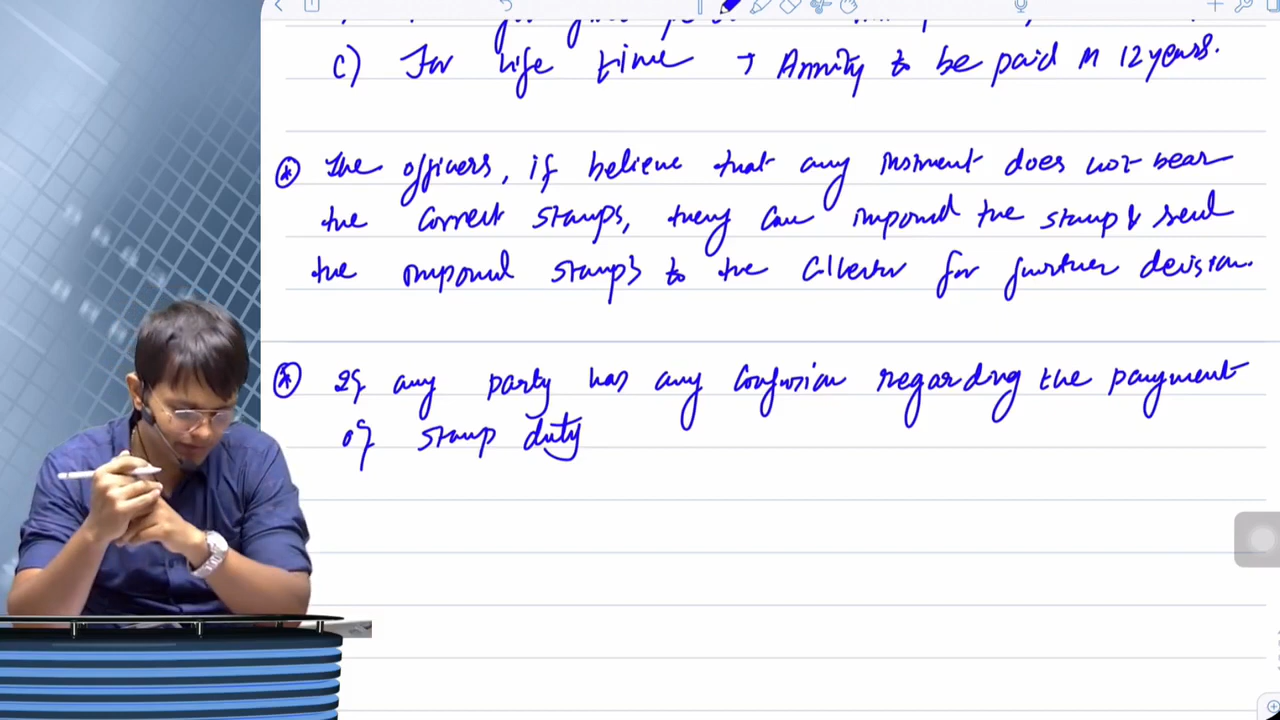 c) For life time → Annity to be paid in 12 years.
⊛ The officers, if believe that any instrument does not bear
the correct stamps, they can impound the stamp & send
the impound stamps to the Collector for further decision.
⊛ If any party has any confusion regarding the payment
of stamp duty